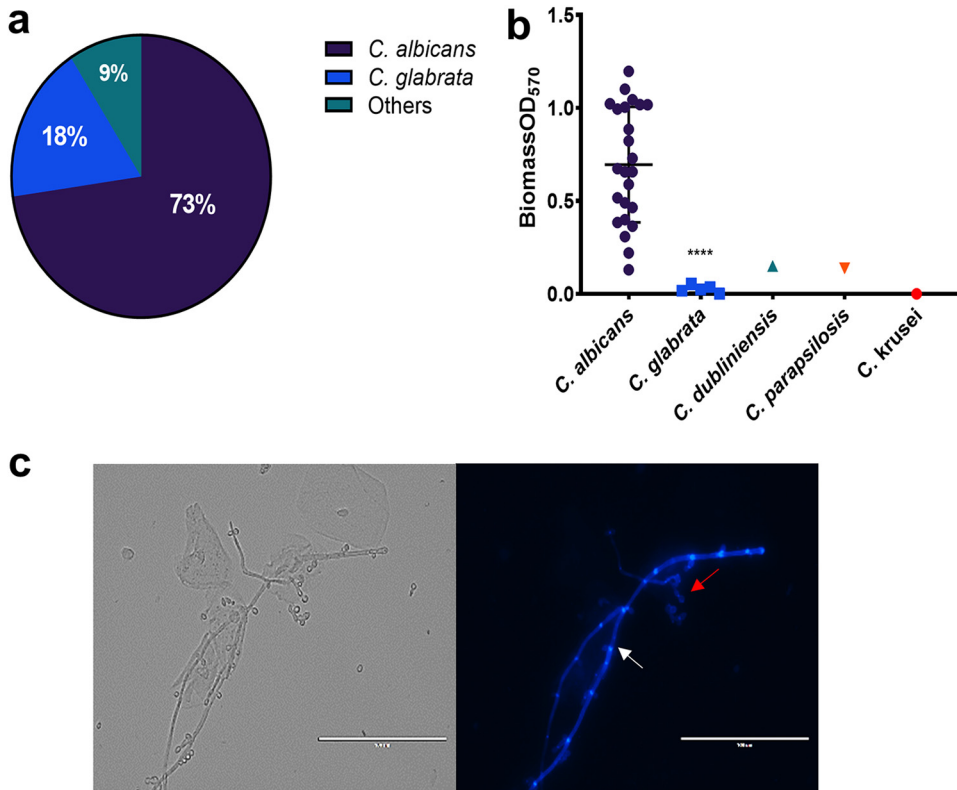 a
C. albicans
C. glabrata
Others
9%
18%
73%
b
BiomassOD570
1.5
1.0
0.5
0.0
****
C. albicans
C. glabrata
C. dubliniensis
C. parapsilosis
C. krusei
c